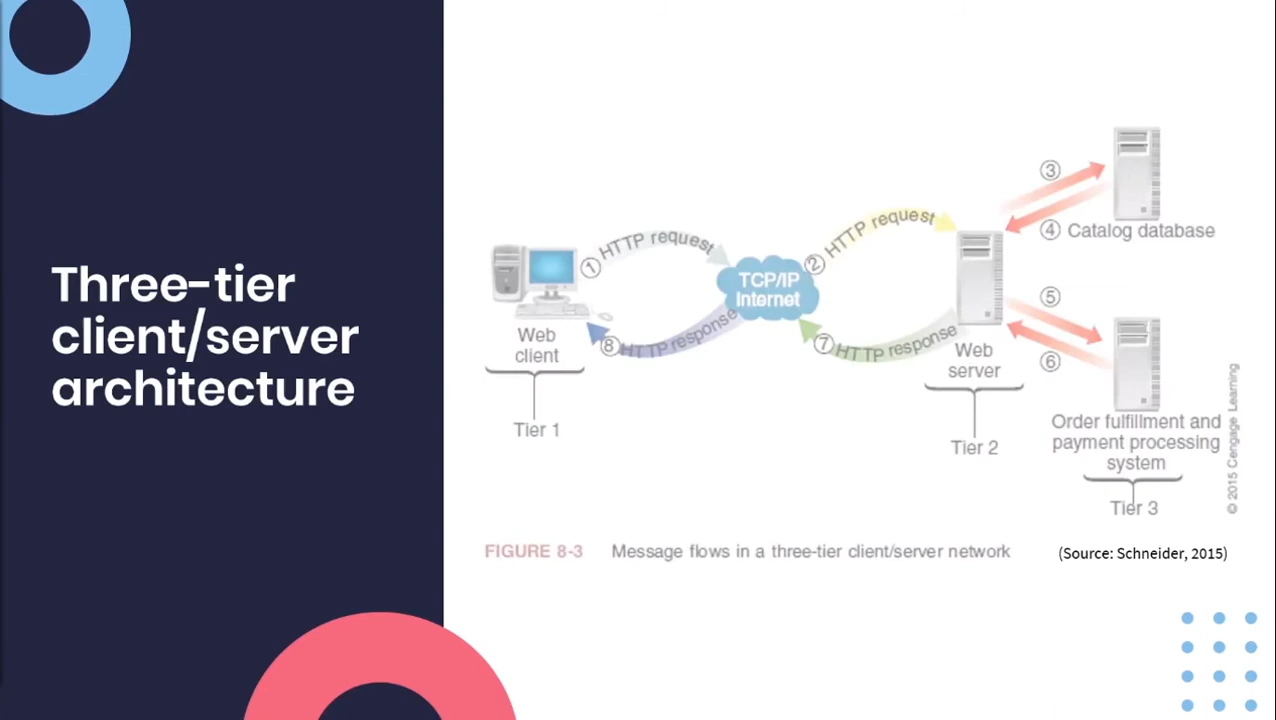 Three-tier
client/server
architecture
① HTTP request
TCP/IP
Internet
② HTTP request
③
④ Catalog database
⑤
⑥
⑦ HTTP response
⑧ HTTP response
Web
client
Tier 1
Web
server
Tier 2
Order fulfillment and
payment processing
system
Tier 3
© 2015 Cengage Learning
FIGURE 8-3 Message flows in a three-tier client/server network
(Source: Schneider, 2015)